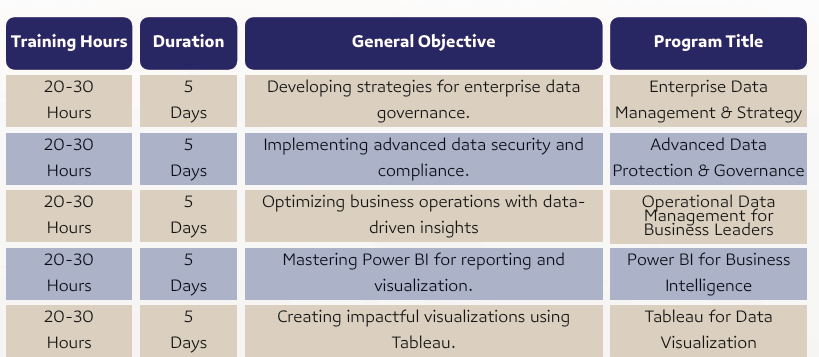 Training Hours Duration General Objective Program Title
20-30 5 Developing strategies for enterprise data Enterprise Data
Hours Days governance. Management & Strategy
20-30 5 Implementing advanced data security and Advanced Data
Hours Days compliance. Protection & Governance
20-30 5 Optimizing business operations with data- Operational Data
Management for
Hours Days driven insights Business Leaders
20-30 5 Mastering Power BI for reporting and Power BI for Business
Hours Days visualization. Intelligence
20-30 5 Creating impactful visualizations using Tableau for Data
Hours Days Tableau. Visualization